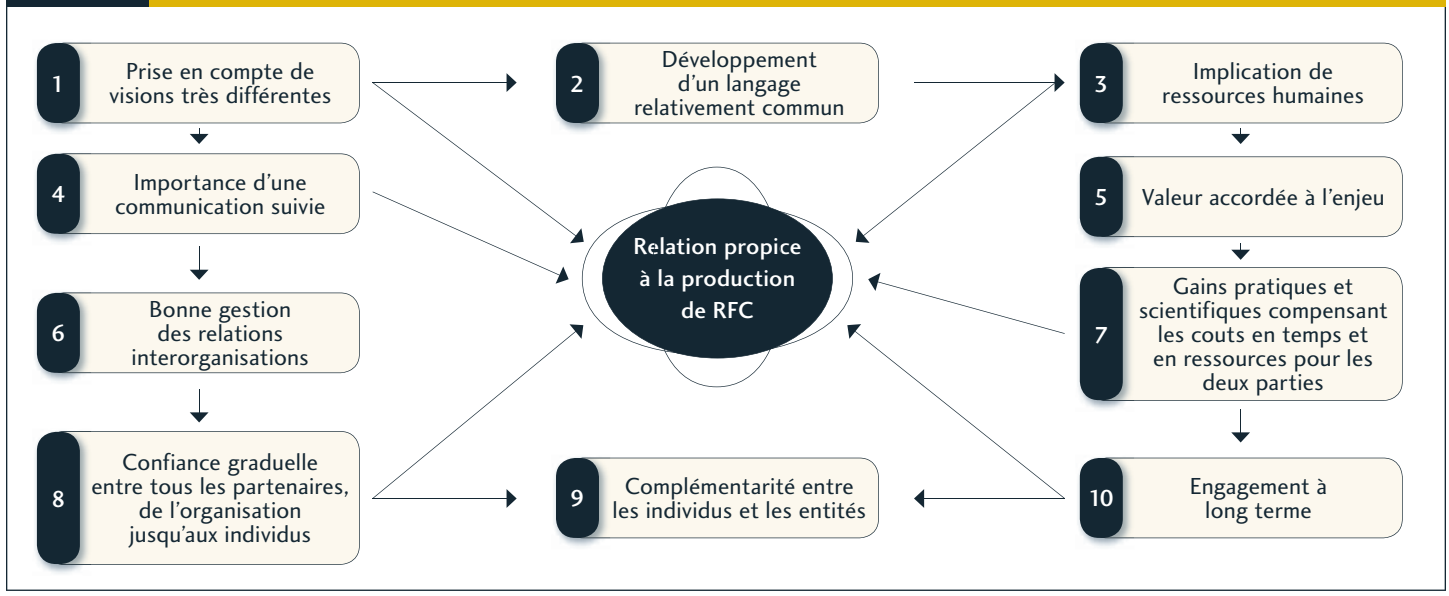 1
Prise en compte de
visions très différentes
2
Développement
d'un langage
relativement commun
3
Implication de
ressources humaines
4
Importance d'une
communication suivie
5
Valeur accordée à l'enjeu
Relation propice
à la production
de RFC
6
Bonne gestion
des relations
interorganisations
7
Gains pratiques et
scientifiques compensant
les couts en temps et
en ressources pour les
deux parties
8
Confiance graduelle
entre tous les partenaires,
de l'organisation
jusqu'aux individus
9
Complémentarité entre
les individus et les entités
10
Engagement à
long terme